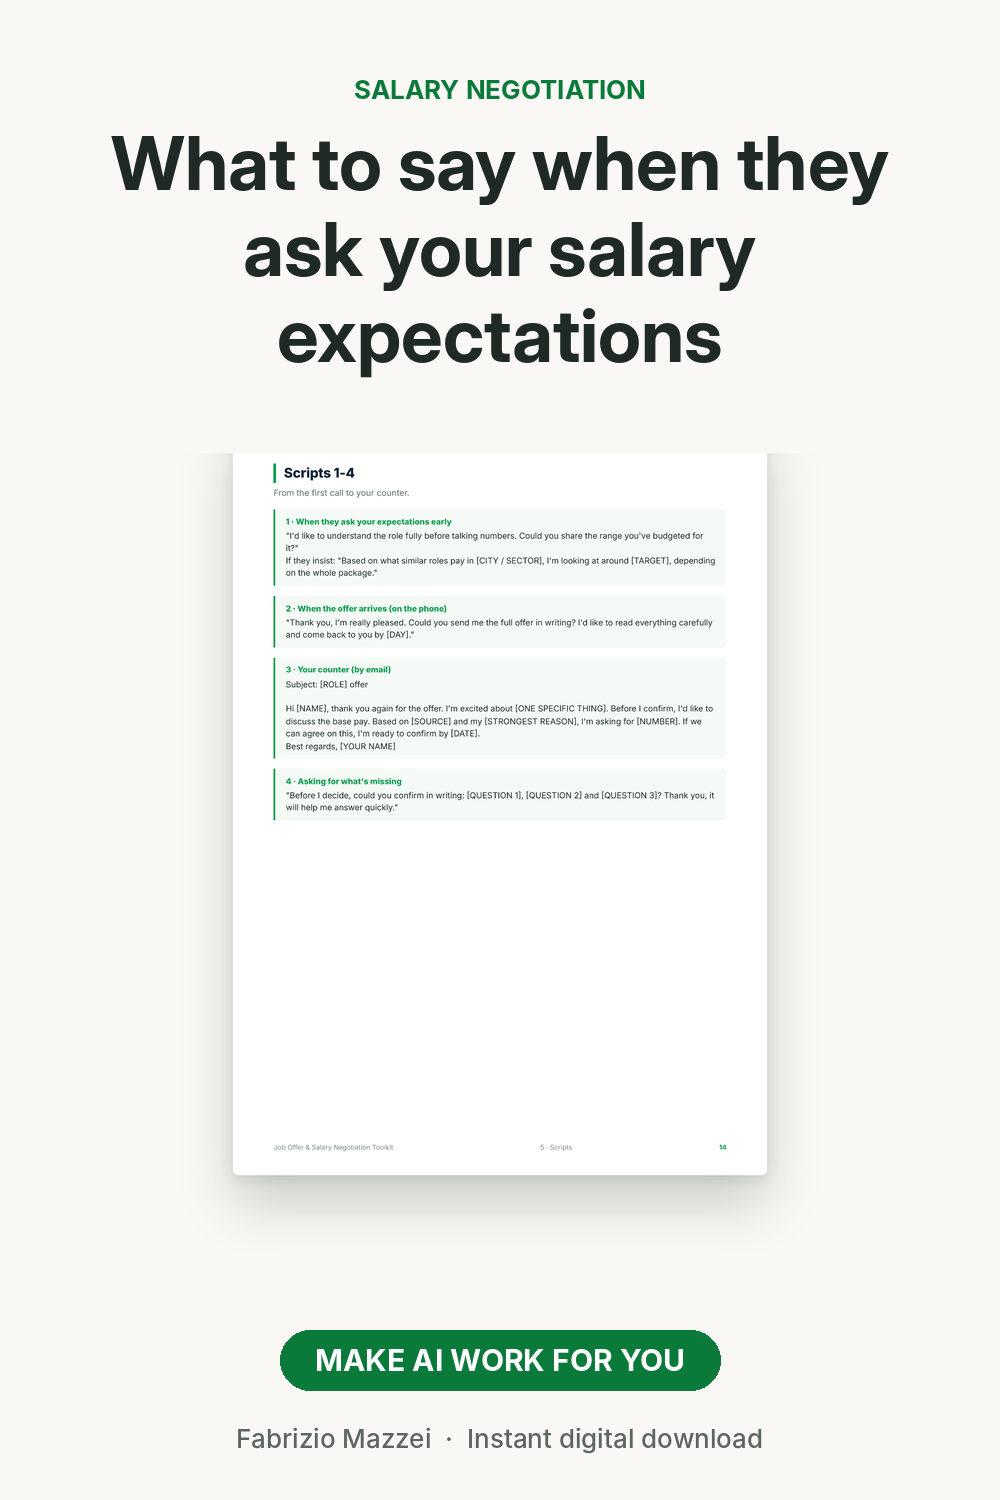 SALARY NEGOTIATION
What to say when they
ask your salary
expectations
Scripts 1-4
From the first call to your counter.
1 · When they ask your expectations early
"I'd like to understand the role fully before talking numbers. Could you share the range you've budgeted for
it?"
If they insist: "Based on what similar roles pay in [CITY / SECTOR], I'm looking at around [TARGET], depending
on the whole package."
2 · When the offer arrives (on the phone)
"Thank you, I'm really pleased. Could you send me the full offer in writing? I'd like to read everything carefully
and come back to you by [DAY]."
3 · Your counter (by email)
Subject: [ROLE] offer
Hi [NAME], thank you again for the offer. I'm excited about [ONE SPECIFIC THING]. Before I confirm, I'd like to
discuss the base pay. Based on [SOURCE] and my [STRONGEST REASON], I'm asking for [NUMBER]. If we
can agree on this, I'm ready to confirm by [DATE].
Best regards, [YOUR NAME]
4 · Asking for what's missing
"Before I decide, could you confirm in writing: [QUESTION 1], [QUESTION 2] and [QUESTION 3]? Thank you, it
will help me answer quickly."
Job Offer & Salary Negotiation Toolkit
5 · Scripts
14
MAKE AI WORK FOR YOU
Fabrizio Mazzei · Instant digital download